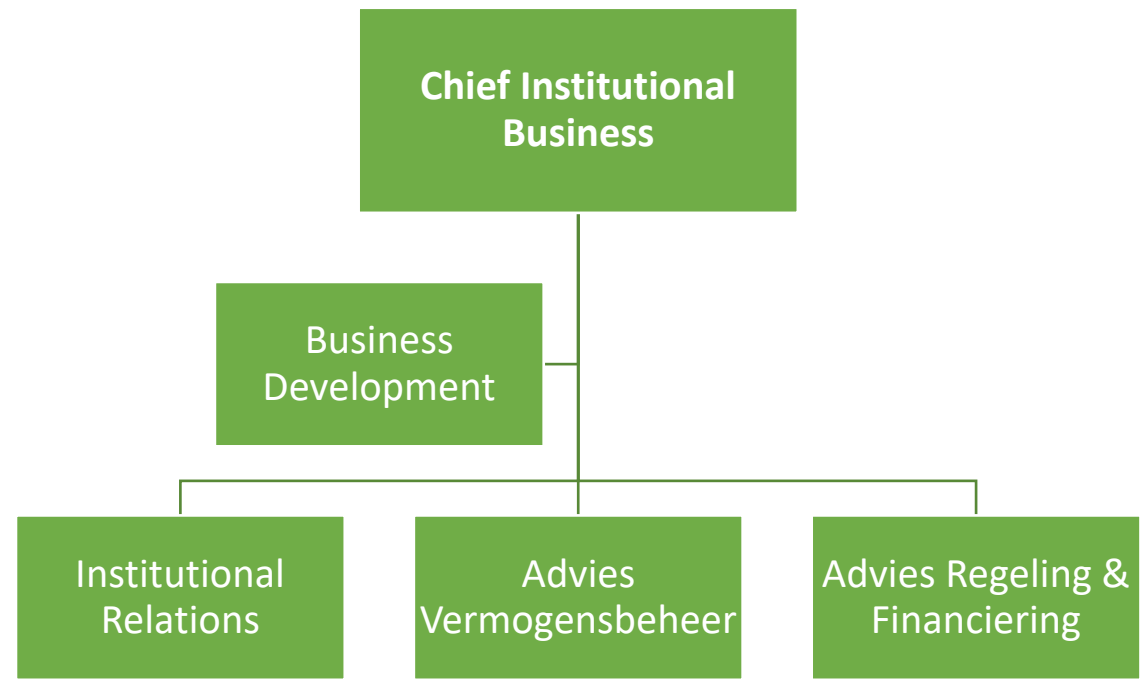 Chief Institutional
Business
Business
Development
Institutional
Relations
Advies
Vermogensbeheer
Advies Regeling &
Financiering